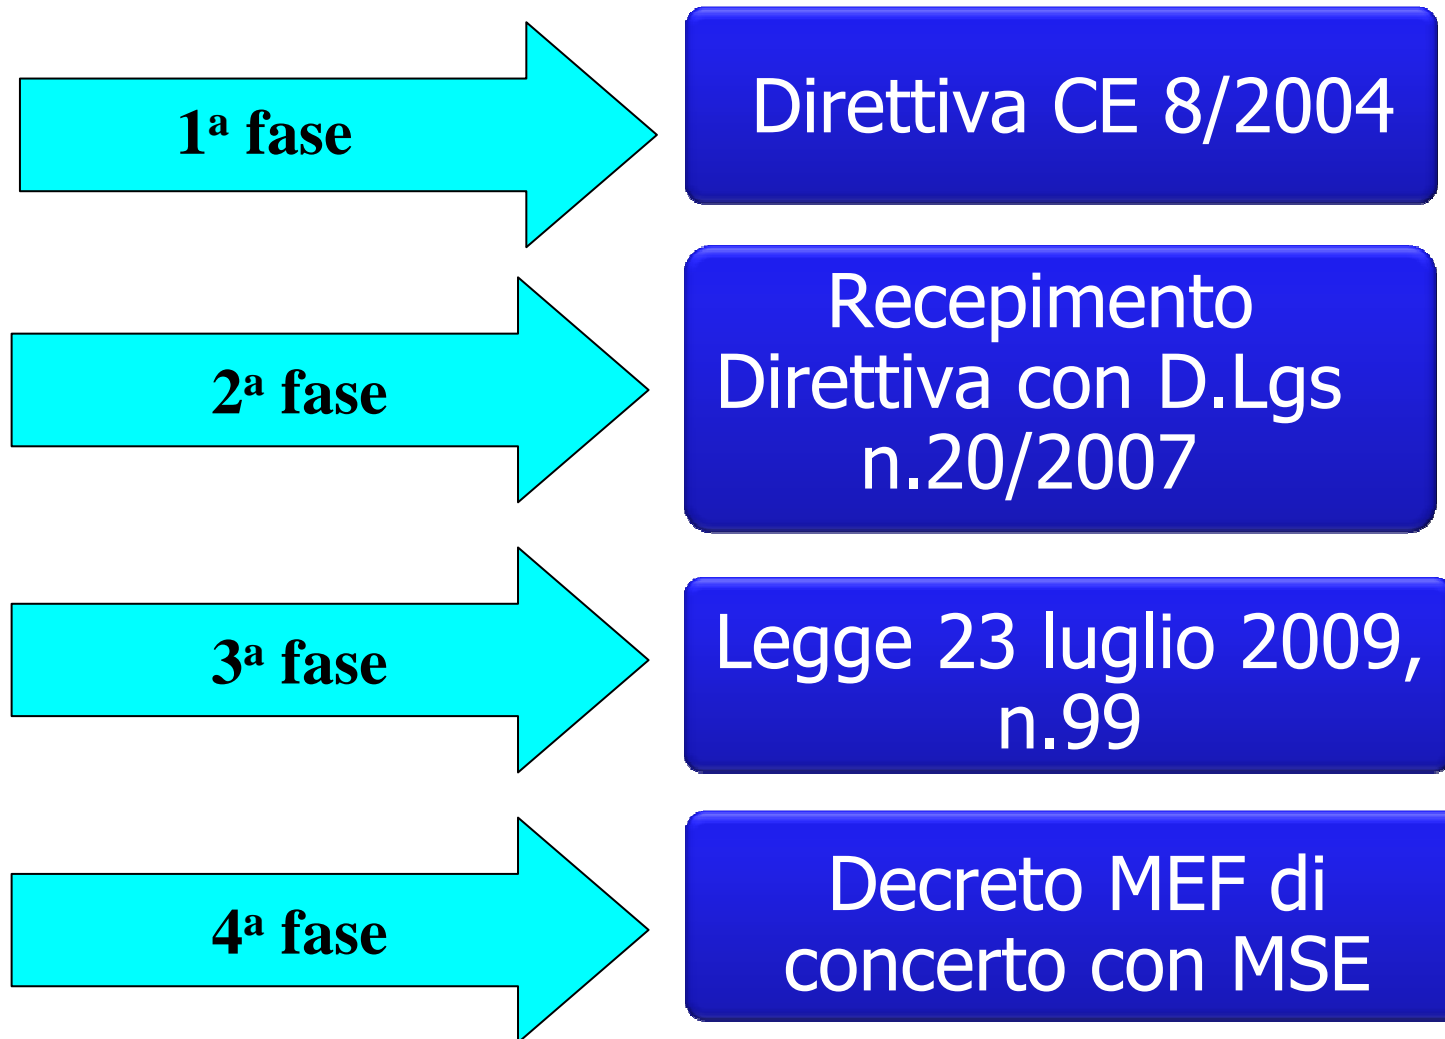 1ª fase
Direttiva CE 8/2004
2ª fase
Recepimento
Direttiva con D.Lgs
n.20/2007
3ª fase
Legge 23 luglio 2009,
n.99
4ª fase
Decreto MEF di
concerto con MSE